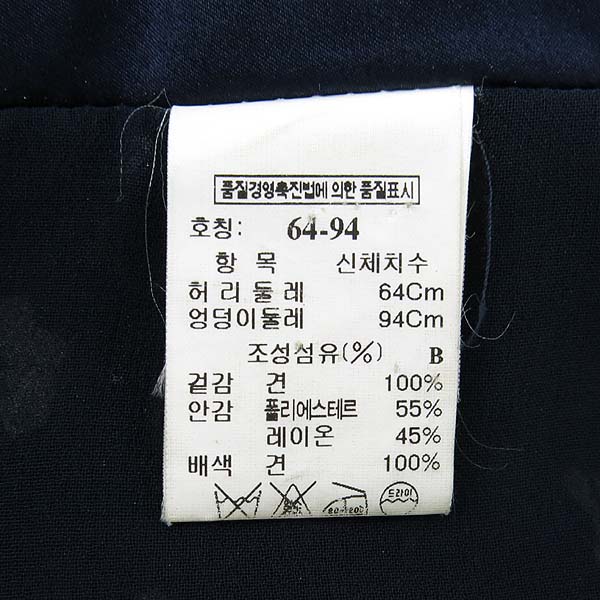 품질경영촉진법에 의한 품질표시
호칭: 64-94
항 목 신체치수
허리둘레 64Cm
엉덩이둘레 94Cm
조성섬유(%) B
겉감 견 100%
안감 폴리에스테르 55%
레이온 45%
배색 견 100%
드라이